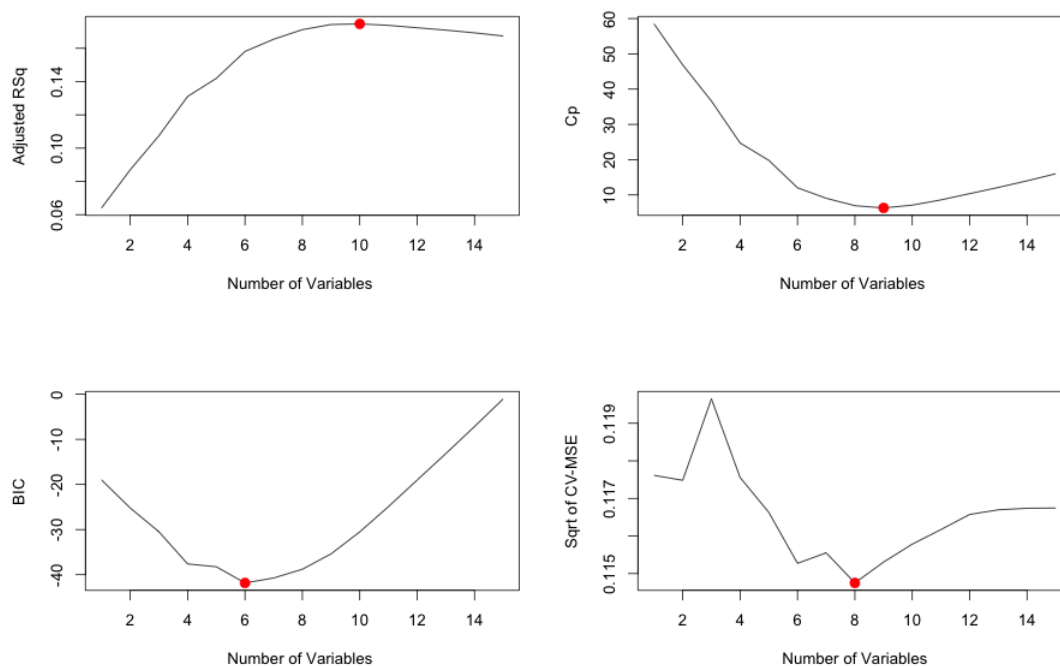 Adjusted RSq
0.06 0.10 0.14
2 4 6 8 10 12 14
Number of Variables
Cp
10 20 30 40 50 60
2 4 6 8 10 12 14
Number of Variables
BIC
-40 -30 -20 -10 0
2 4 6 8 10 12 14
Number of Variables
Sqrt of CV-MSE
0.115 0.117 0.119
2 4 6 8 10 12 14
Number of Variables